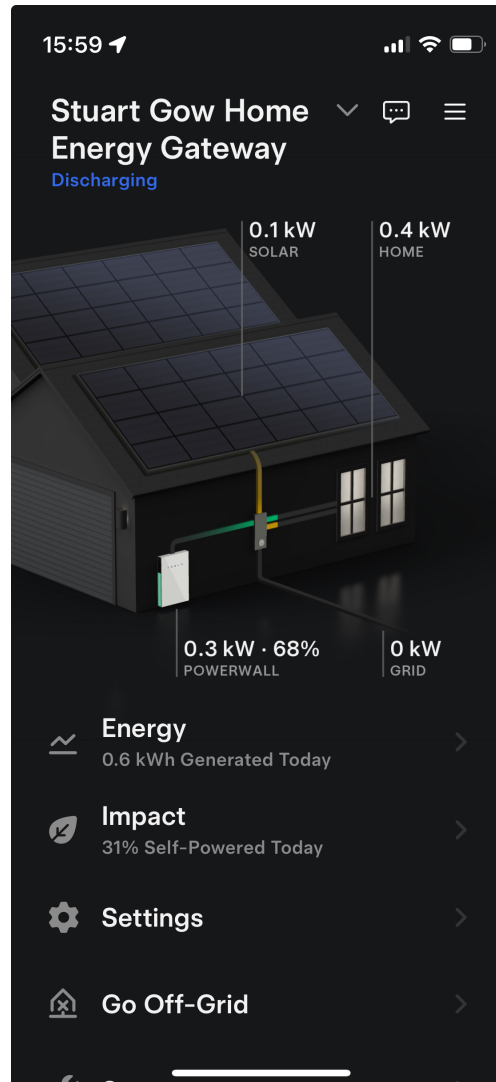 15:59
Stuart Gow Home
Energy Gateway
Discharging
0.1 kW
SOLAR
0.4 kW
HOME
TESLA
0.3 kW · 68%
POWERWALL
0 kW
GRID
Energy
0.6 kWh Generated Today
Impact
31% Self-Powered Today
Settings
Go Off-Grid